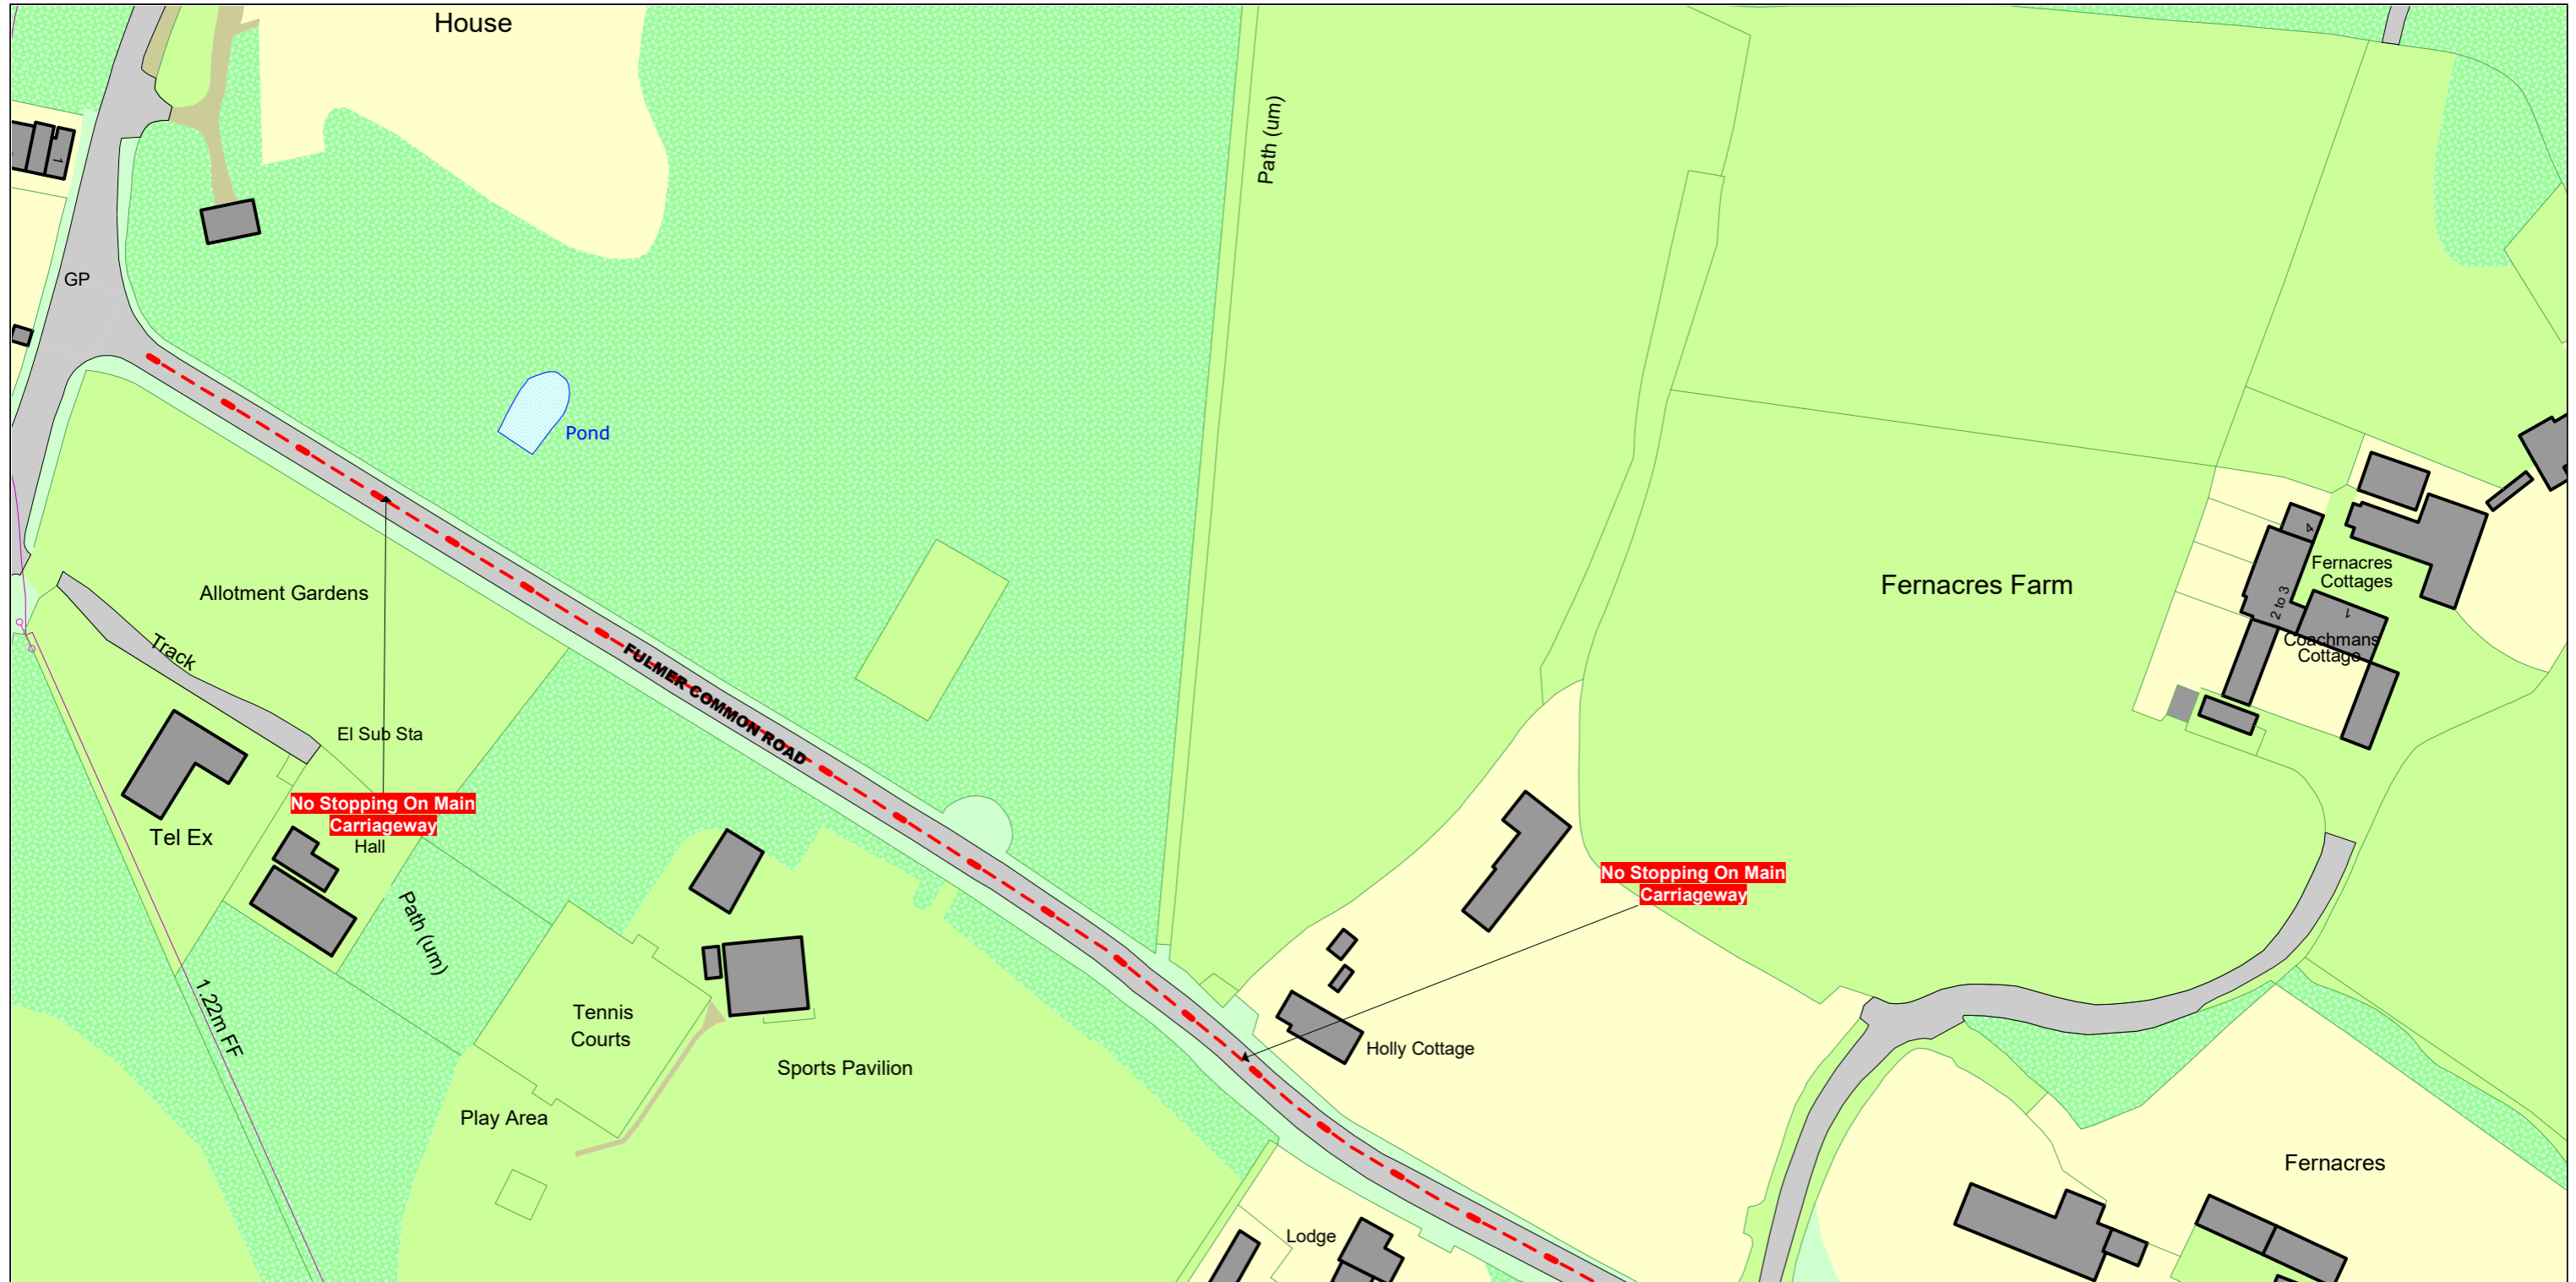 House
Path (um)
1
GP
Pond
Allotment Gardens
Fernacres Farm
4
Fernacres
Cottages
2 to 3
1
Coachmans
Cottage
Track
FULMER COMMON ROAD
El Sub Sta
No Stopping On Main
Carriageway
Tel Ex
Hall
No Stopping On Main
Carriageway
Path (um)
1.22m FF
Tennis
Courts
Holly Cottage
Sports Pavilion
Play Area
Fernacres
Lodge